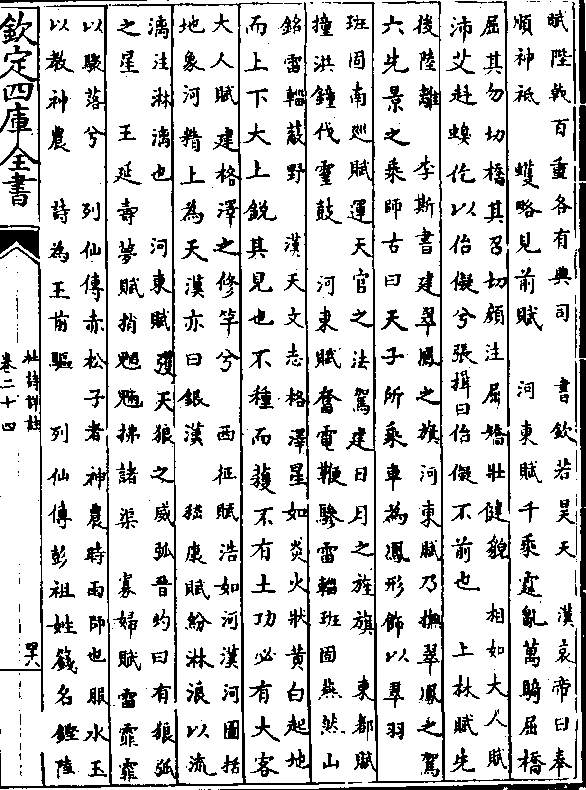 賦陛戟百重各有典司　書欽若昊天　漢哀帝曰奉
順神祇　蠖略見前賦　河東賦千乘霆亂萬騎屈橋
屈其勿切橋其召切顔注屈嬌壯健貌　相如大人賦
沛艾赳螑仡以佁儗兮張揖曰佁儗不前也　上林賦先
後陸離　李斯書建翠鳳之旗河東賦乃撫翠鳳之駕
六先景之乘師古曰天子所乘車為鳳形飾以翠羽
班固南巡賦運天官之法駕建日月之旌旗　東都賦
撞洪鐘伐靈鼓　河東賦奮電鞭驂雷輜班固燕然山
銘雷輜蔽野　漢天文志格澤星如炎火狀黄白起地
而上下大上銳其見也不種而穫不有土功必有大客
大人賦建格澤之修竿兮　西征賦浩如河漢河圖括
地象河精上為天漢亦曰銀漢　嵇康賦紛淋浪以流
漓注淋漓也　河東賦彏天狼之威弧晉灼曰有狼弧
之星　王延壽夢賦捎魍魎拂諸渠　寡婦賦雷霏霏
以驟落兮　列仙傳赤松子者神農時雨師也服水玉
以教神農　詩為王前驅　列仙傳彭祖姓籛名鏗陸
欽定四庫全書
杜詩詳註
卷二十四